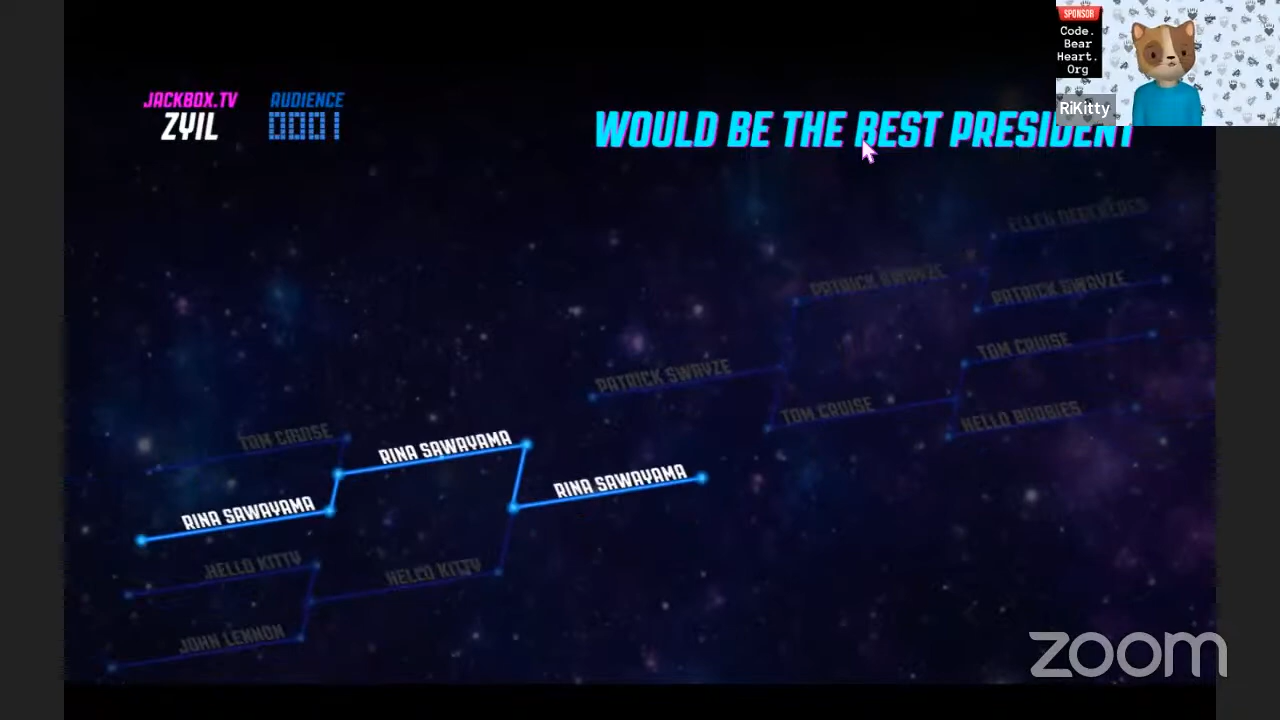 SPONSOR
Code.
Bear
Heart.
Org
RiKitty
JACKBOX.TV
ZYIL
AUDIENCE
0001
WOULD BE THE BEST PRESIDENT
ELLEN DEGENERES
PATRICK SWAYZE
PATRICK SWAYZE
TOM CRUISE
PATRICK SWAYZE
TOM CRUISE
HELLO BOOBIES
TOM CRUISE
RINA SAWAYAMA
RINA SAWAYAMA
RINA SAWAYAMA
HELLO KITTY
HELLO KITTY
JOHN LENNON
zoom